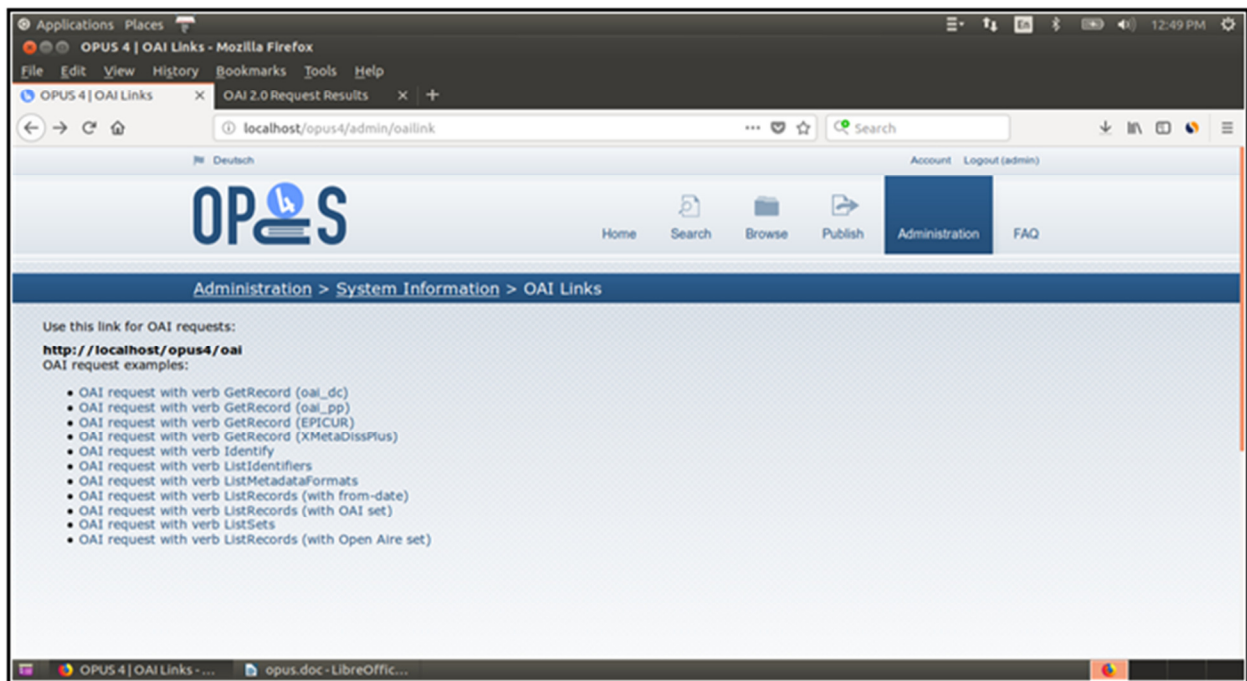 Applications Places En 12:49 PM
OPUS 4 | OAI Links - Mozilla Firefox
File Edit View History Bookmarks Tools Help
OPUS 4 | OAI Links × OAI 2.0 Request Results × +
localhost/opus4/admin/oailink ... Search
Deutsch Account Logout (admin)
OPUS 4
Home Search Browse Publish Administration FAQ
Administration > System Information > OAI Links
Use this link for OAI requests:
http://localhost/opus4/oai
OAI request examples:
• OAI request with verb GetRecord (oai_dc)
• OAI request with verb GetRecord (oai_pp)
• OAI request with verb GetRecord (EPICUR)
• OAI request with verb GetRecord (XMetaDissPlus)
• OAI request with verb Identify
• OAI request with verb ListIdentifiers
• OAI request with verb ListMetadataFormats
• OAI request with verb ListRecords (with from-date)
• OAI request with verb ListRecords (with OAI set)
• OAI request with verb ListSets
• OAI request with verb ListRecords (with Open Aire set)
OPUS 4 | OAI Links - ... opus.doc - LibreOffic...